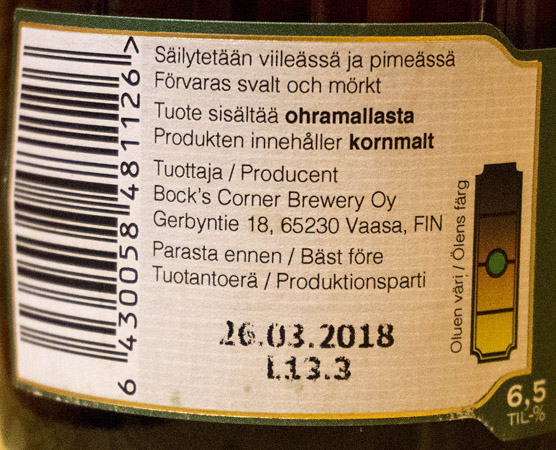 Säilytetään viileässä ja pimeässä
Förvaras svalt och mörkt
Tuote sisältää ohramallasta
Produkten innehåller kornmalt
Tuottaja / Producent
Bock's Corner Brewery Oy
Gerbyntie 18, 65230 Vaasa, FIN
Parasta ennen / Bäst före
Tuotantoerä / Produktionsparti
26.03.2018
L13.3
6 430058 481126 >
Oluen väri / Ölens färg
6,5
TIL-%